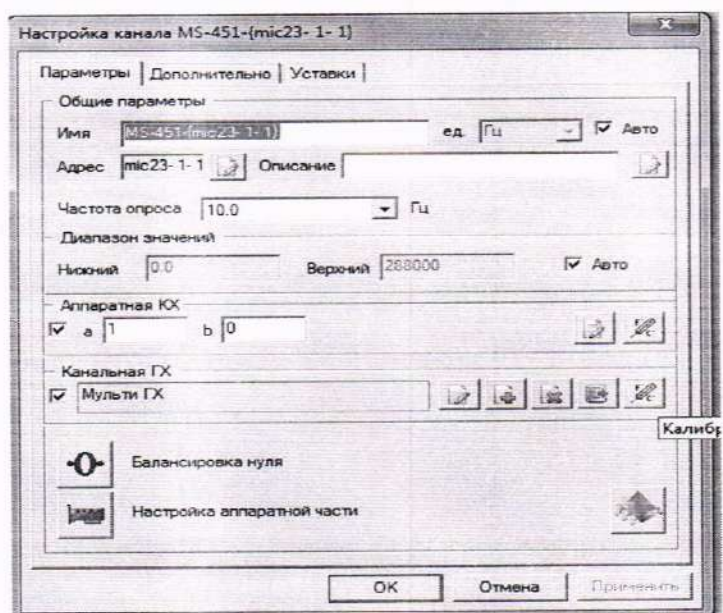 Настройка канала MS-451-{mic23- 1- 1}
Параметры Дополнительно Уставки
Общие параметры
Имя MS-451-{mic23- 1- 1} ед. Гц Авто
Адрес mic23- 1- 1 Описание
Частота опроса 10.0 Гц
Диапазон значений
Нижний 0.0 Верхний 288000 Авто
Аппаратная КХ
a 1 b 0
Канальная ГХ
Мульти ГХ
Калибр
Балансировка нуля
Настройка аппаратной части
OK Отмена Применить